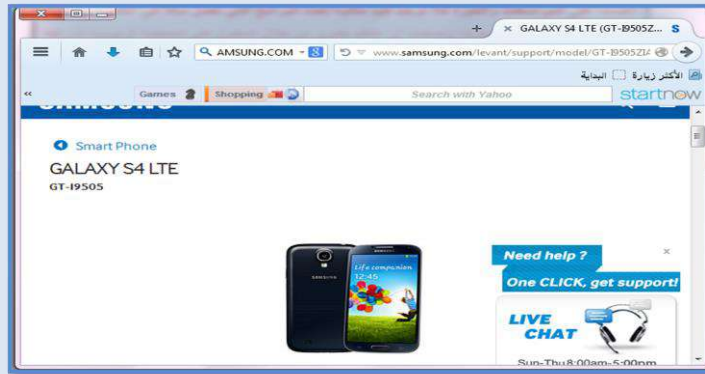 GALAXY S4 LTE (GT-I9505Z...
AMSUNG.COM
www.samsung.com/levant/support/model/GT-I9505ZI
الأكثر زيارة البداية
Games Shopping Search with Yahoo startnow
SAMSUNG
Smart Phone
GALAXY S4 LTE
GT-I9505
SAMSUNG
Life companion
12:45
Need help ?
One CLICK, get support!
LIVE
CHAT
Sun-Thu 8:00am-5:00pm